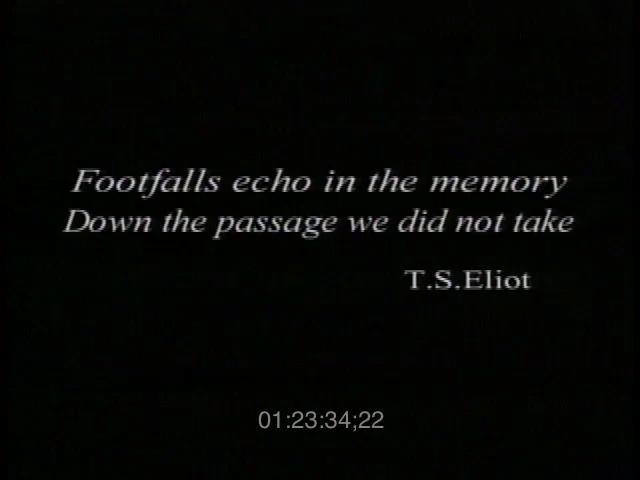 Footfalls echo in the memory
Down the passage we did not take
T.S.Eliot
01:23:34;22